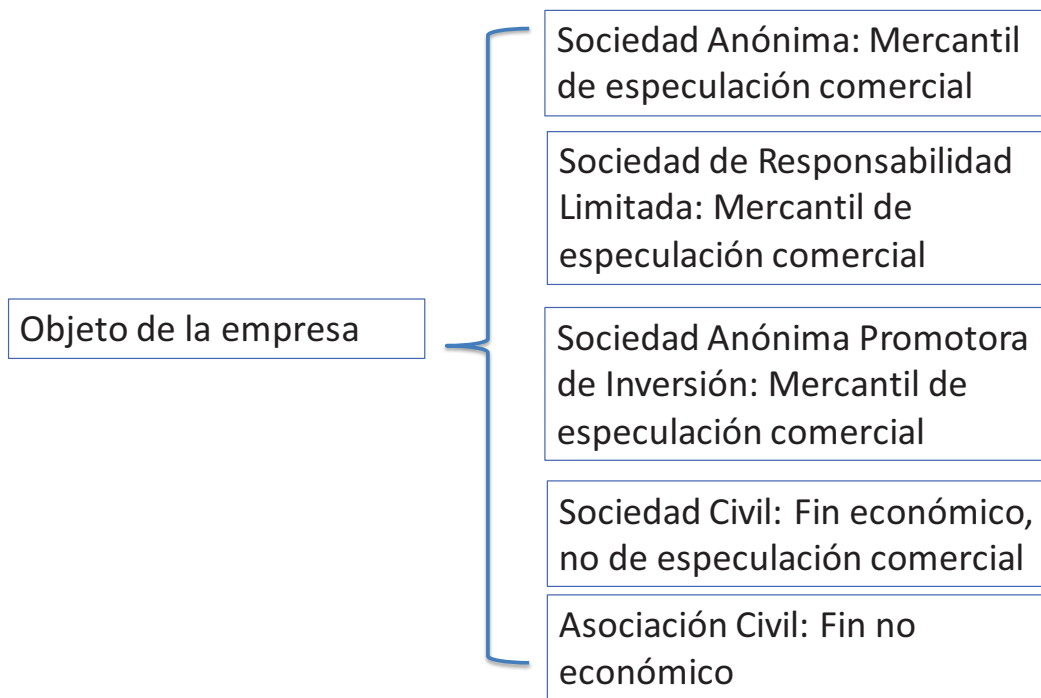 Objeto de la empresa
Sociedad Anónima: Mercantil
de especulación comercial
Sociedad de Responsabilidad
Limitada: Mercantil de
especulación comercial
Sociedad Anónima Promotora
de Inversión: Mercantil de
especulación comercial
Sociedad Civil: Fin económico,
no de especulación comercial
Asociación Civil: Fin no
económico